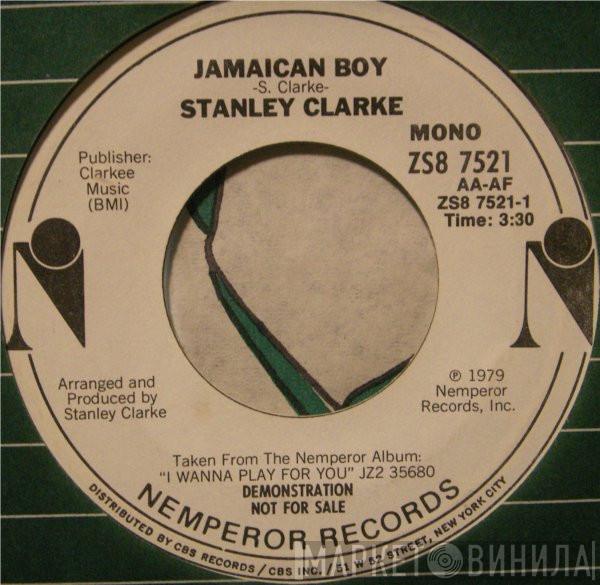 JAMAICAN BOY
-S. Clarke-
STANLEY CLARKE
Publisher:
Clarkee
Music
(BMI)
MONO
ZS8 7521
AA-AF
ZS8 7521-1
Time: 3:30
Arranged and
Produced by
Stanley Clarke
℗ 1979
Nemperor
Records, Inc.
Taken From The Nemperor Album:
"I WANNA PLAY FOR YOU" JZ2 35680
DEMONSTRATION
NOT FOR SALE
NEMPEROR RECORDS
DISTRIBUTED BY CBS RECORDS / CBS INC. / 51 W 52 STREET, NEW YORK CITY
МАРКЕТ ВИНИЛА